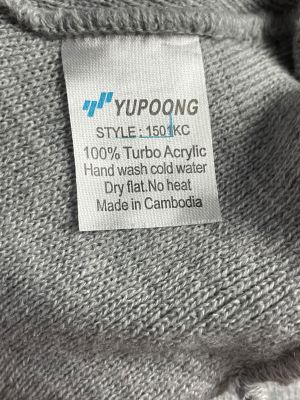 YUPOONG
STYLE : 1501KC
100% Turbo Acrylic
Hand wash cold water
Dry flat.No heat
Made in Cambodia